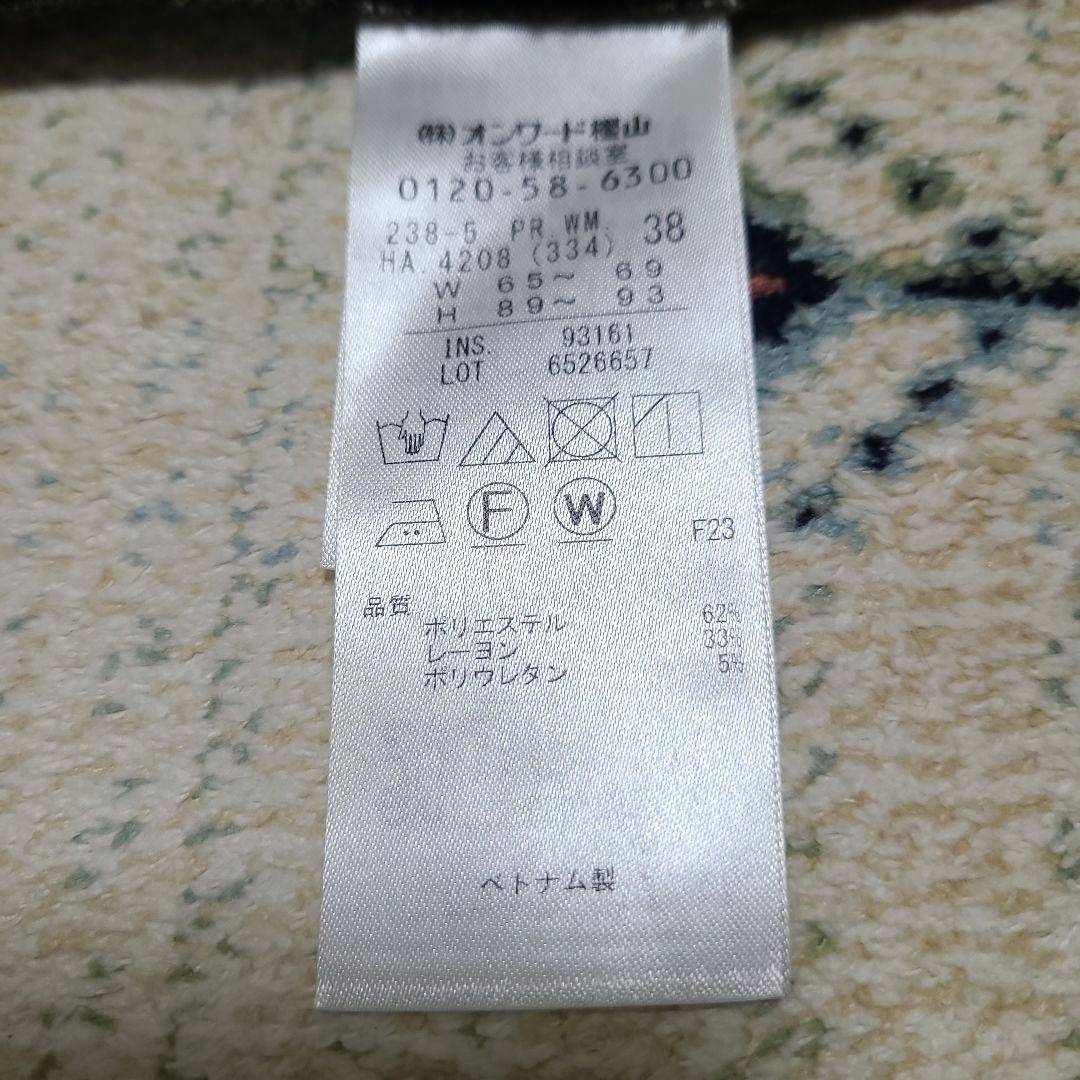 ㈱オンワード樫山
お客様相談室
0120-58-6300
238-5 PR.WM. 38
HA.4208 (334)
W 65～ 69
H 89～ 93
INS. 93161
LOT 6526657
F
W
F23
品質
ポリエステル 62%
レーヨン 33%
ポリウレタン 5%
ベトナム製